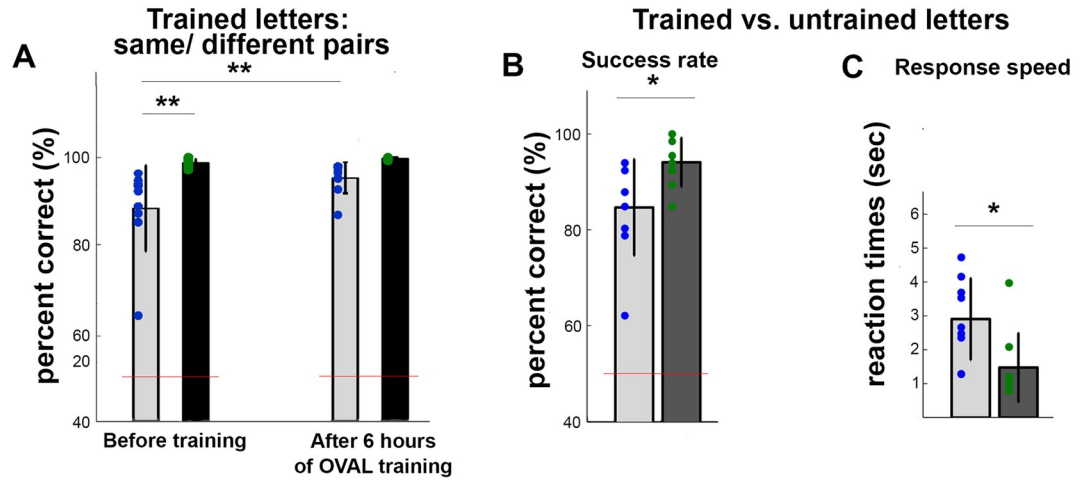 Trained letters:
same/ different pairs
Trained vs. untrained letters
A
**
**
percent correct (%)
100
80
60
20
40
Before training
After 6 hours
of OVAL training
B
Success rate
*
percent correct (%)
100
80
60
40
C
Response speed
*
reaction times (sec)
6
5
4
3
2
1